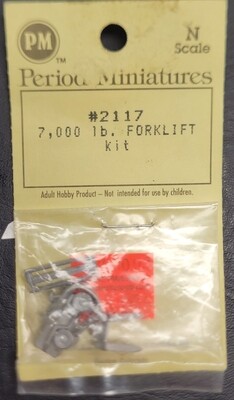 PM
TM
N
Scale
Period Miniatures
#2117
7,000 lb. FORKLIFT
kit
Adult Hobby Product – Not intended for use by children.